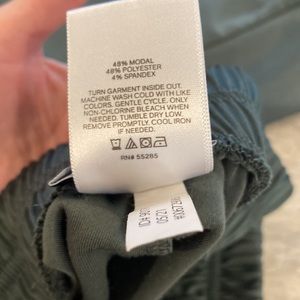 48% MODAL
48% POLYESTER
4% SPANDEX
TURN GARMENT INSIDE OUT.
MACHINE WASH COLD WITH LIKE
COLORS. GENTLE CYCLE. ONLY
NON-CHLORINE BLEACH WHEN
NEEDED. TUMBLE DRY LOW.
REMOVE PROMPTLY. COOL IRON
IF NEEDED.
RN# 55285